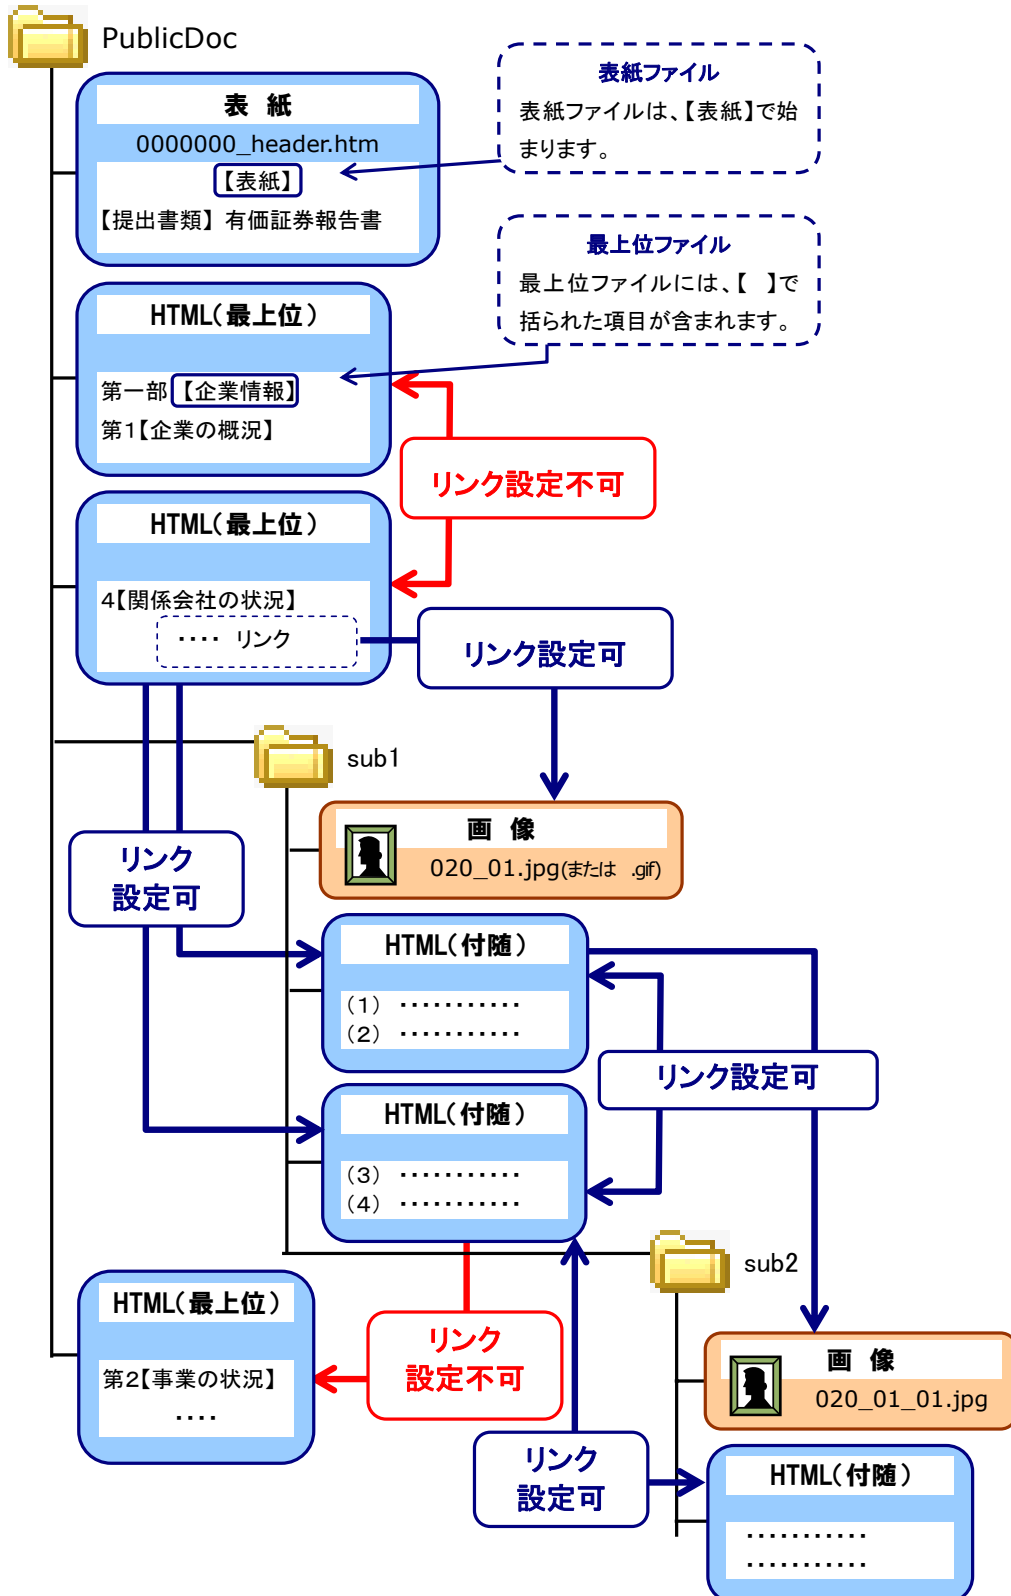 PublicDoc
表紙ファイル
表紙ファイルは、【表紙】で始
まります。
表 紙
0000000_header.htm
【表紙】
【提出書類】 有価証券報告書
最上位ファイル
最上位ファイルには、【　】で
括られた項目が含まれます。
HTML(最上位)
第一部【企業情報】
第1【企業の概況】
リンク設定不可
HTML(最上位)
4【関係会社の状況】
‥‥ リンク
リンク設定可
sub1
画 像
020_01.jpg(または .gif)
リンク
設定可
HTML(付随)
(1) ‥‥‥‥‥‥
(2) ‥‥‥‥‥‥
リンク設定可
HTML(付随)
(3) ‥‥‥‥‥‥
(4) ‥‥‥‥‥‥
sub2
HTML(最上位)
第2【事業の状況】
‥‥
リンク
設定不可
画 像
020_01_01.jpg
リンク
設定可
HTML(付随)
‥‥‥‥‥‥
‥‥‥‥‥‥